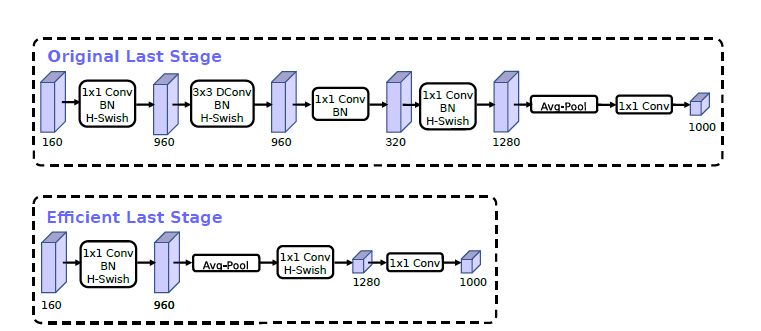 Original Last Stage
1x1 Conv
BN
H-Swish
3x3 DConv
BN
H-Swish
1x1 Conv
BN
1x1 Conv
BN
H-Swish
Avg-Pool
1x1 Conv
160
960
960
320
1280
1000
Efficient Last Stage
1x1 Conv
BN
H-Swish
Avg-Pool
1x1 Conv
H-Swish
1x1 Conv
160
960
1280
1000